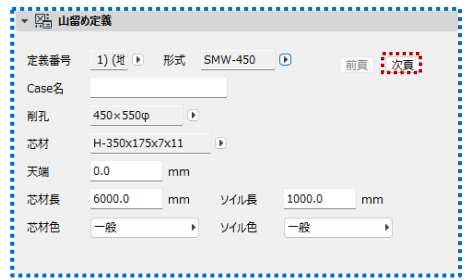 山留め定義
定義番号 1) (地 形式 SMW-450 前頁 次頁
Case名
削孔 450×550φ
芯材 H-350x175x7x11
天端 0.0 mm
芯材長 6000.0 mm ソイル長 1000.0 mm
芯材色 一般 ソイル色 一般